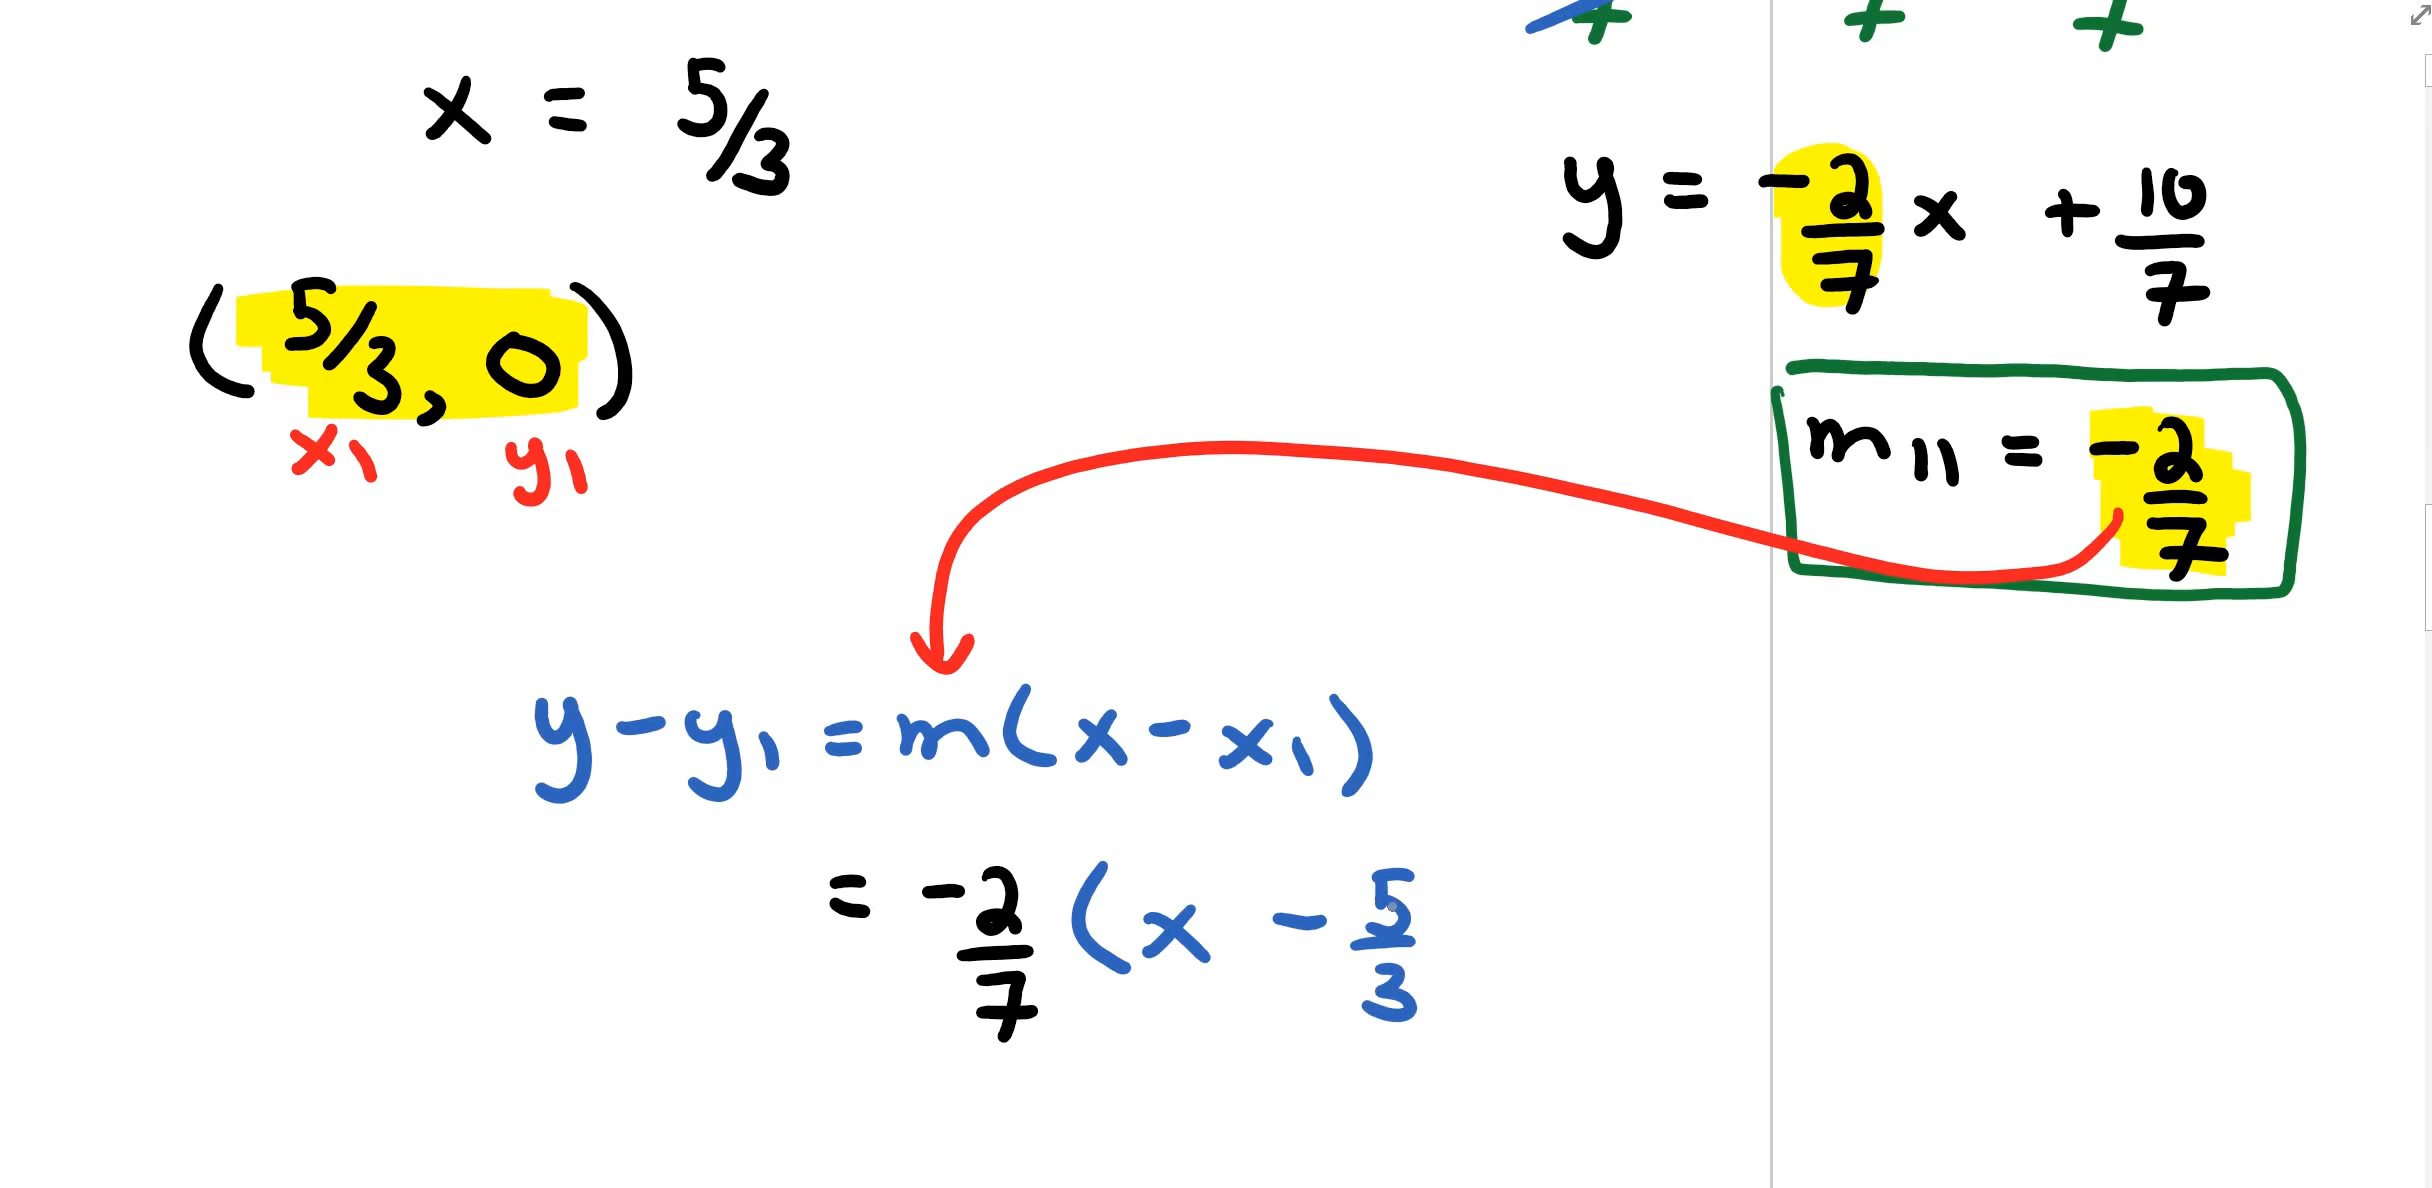 x = 5/3
(5/3, 0)
x₁ y₁
y = -2/7 x + 10/7
m₁₁ = -2/7
y - y₁ = m(x - x₁)
= -2/7 (x - 5/3